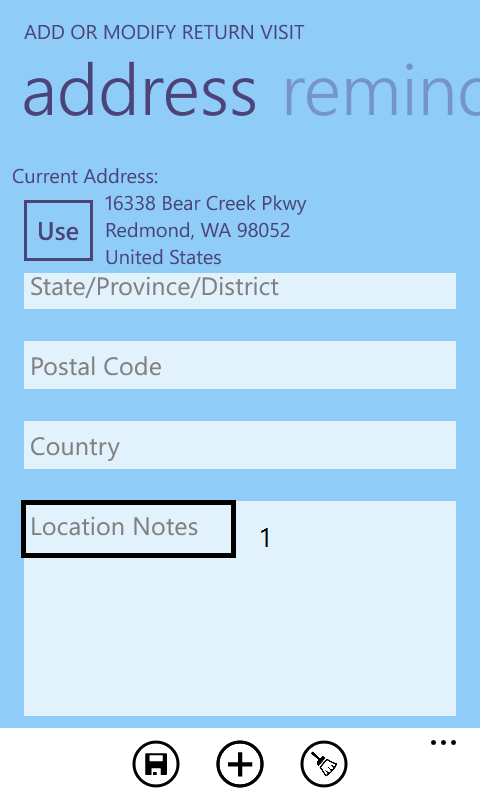 ADD OR MODIFY RETURN VISIT
address remind
Current Address:
Use
16338 Bear Creek Pkwy
Redmond, WA 98052
United States
State/Province/District
Postal Code
Country
Location Notes
1